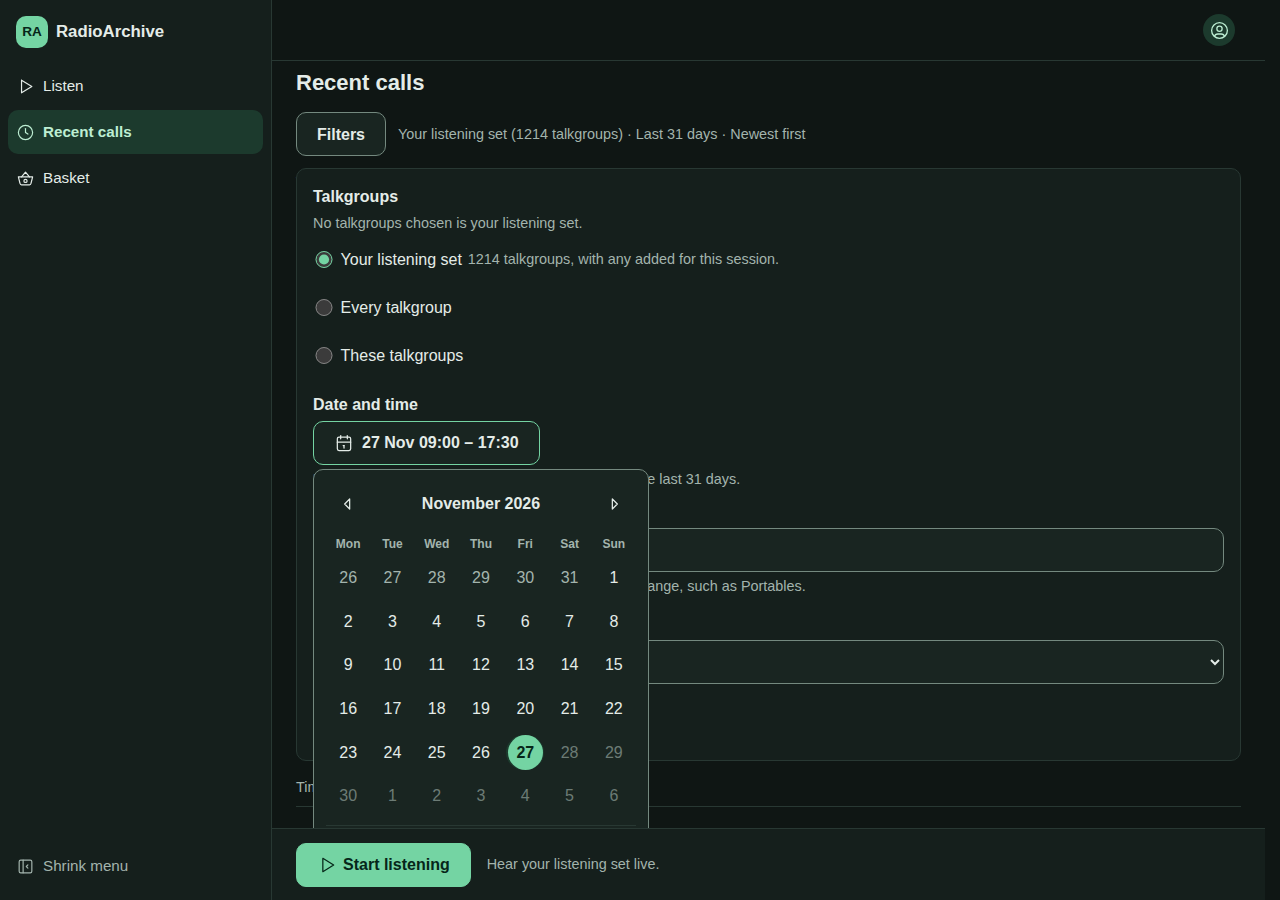 RA RadioArchive
Listen
Recent calls
Basket
Shrink menu
Recent calls
Filters
Your listening set (1214 talkgroups) · Last 31 days · Newest first
Talkgroups
No talkgroups chosen is your listening set.
Your listening set 1214 talkgroups, with any added for this session.
Every talkgroup
These talkgroups
Date and time
27 Nov 09:00 – 17:30
last 31 days.
November 2026
Mon Tue Wed Thu Fri Sat Sun
26 27 28 29 30 31 1
2 3 4 5 6 7 8
9 10 11 12 13 14 15
16 17 18 19 20 21 22
23 24 25 26 27 28 29
30 1 2 3 4 5 6
ange, such as Portables.
Start listening
Hear your listening set live.